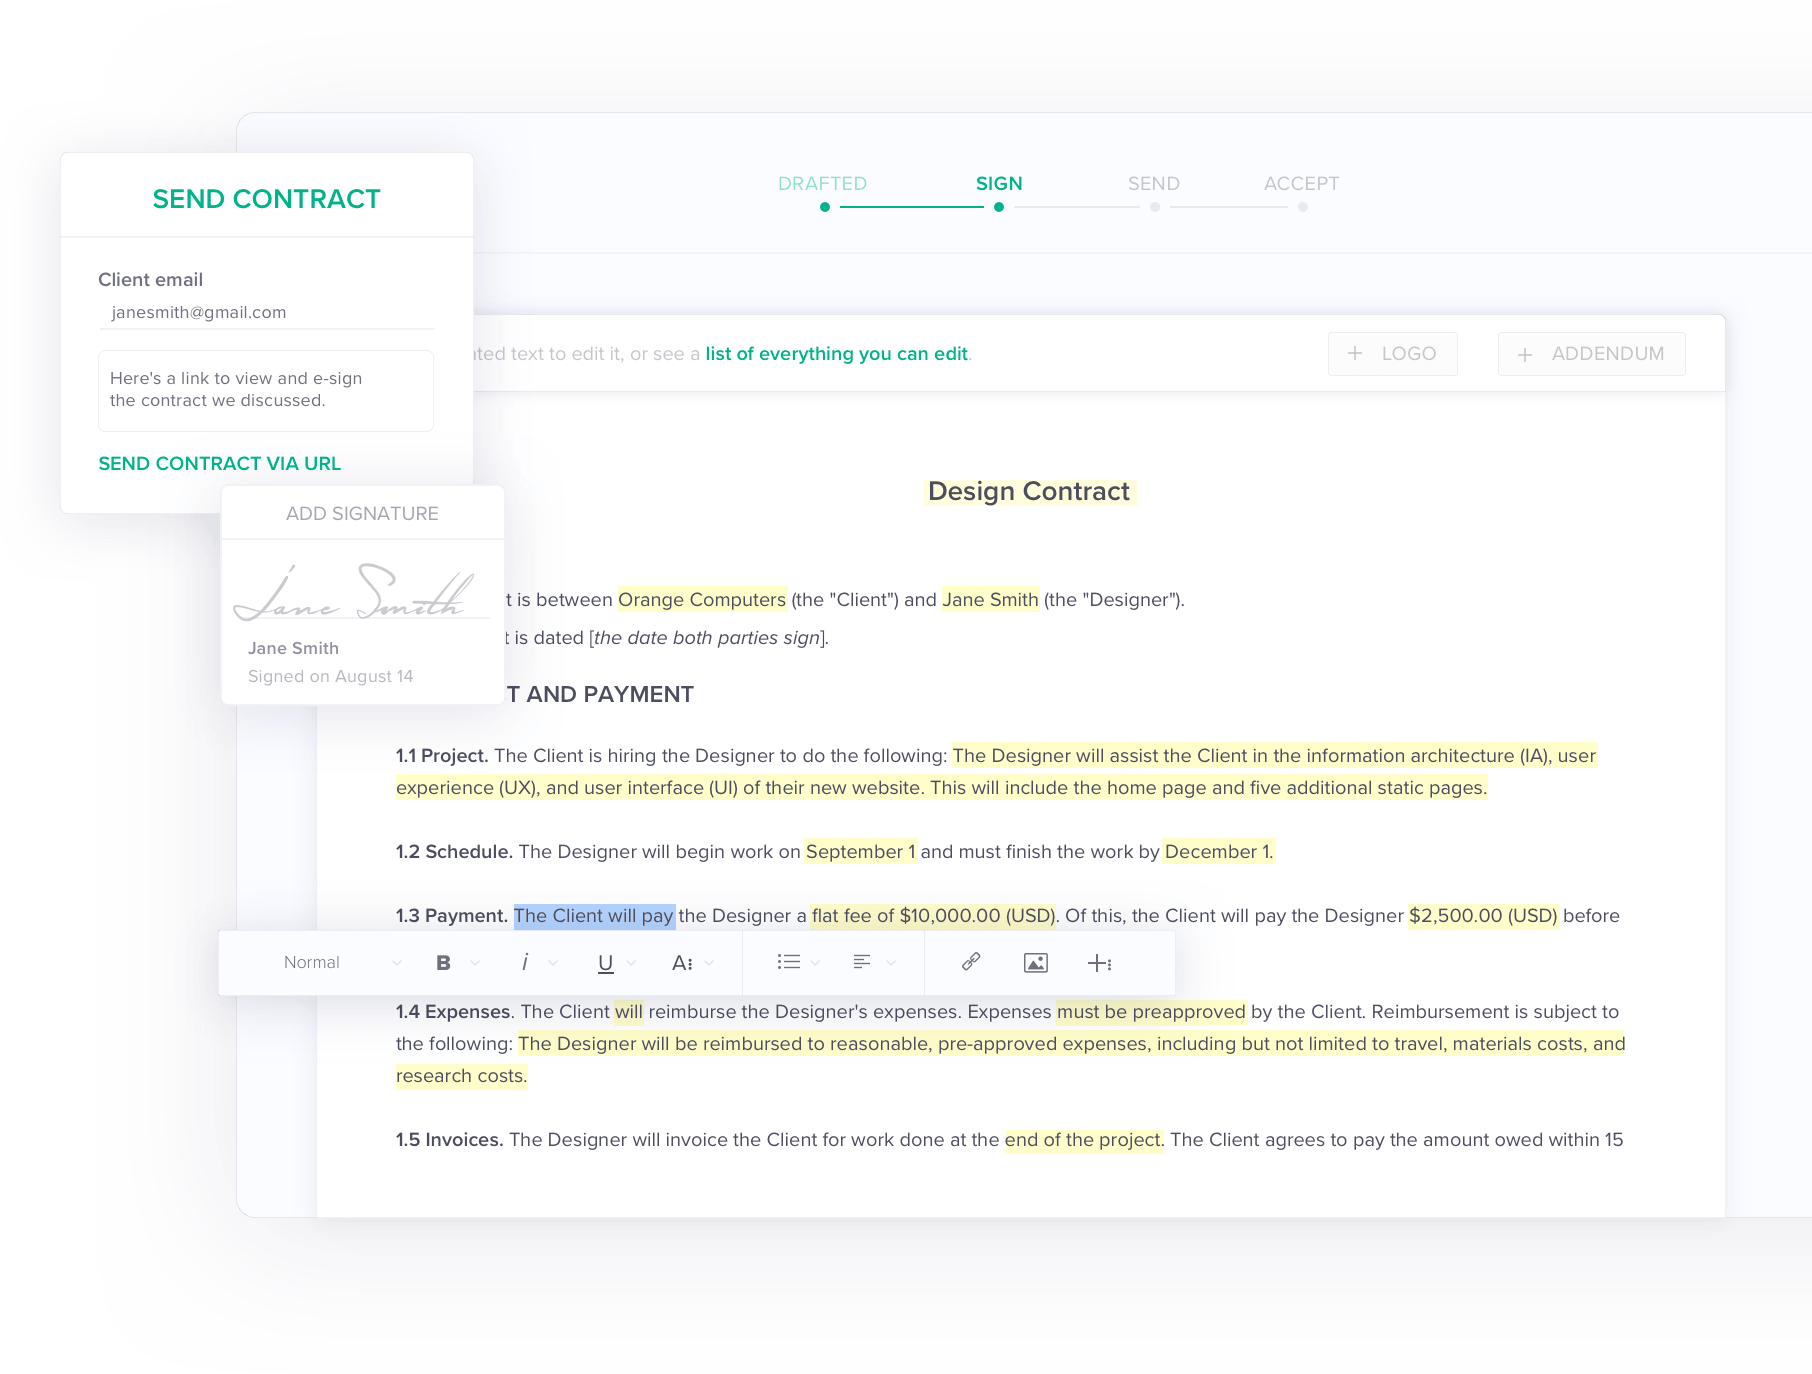 DRAFTED SIGN SEND ACCEPT
SEND CONTRACT
Client email
janesmith@gmail.com
Here's a link to view and e-sign
the contract we discussed.
SEND CONTRACT VIA URL
text to edit it, or see a list of everything you can edit.
+ LOGO
+ ADDENDUM
ADD SIGNATURE
Jane Smith
Jane Smith
Signed on August 14
Design Contract
is between Orange Computers (the "Client") and Jane Smith (the "Designer").
is dated [the date both parties sign].
AND PAYMENT
1.1 Project. The Client is hiring the Designer to do the following: The Designer will assist the Client in the information architecture (IA), user
experience (UX), and user interface (UI) of their new website. This will include the home page and five additional static pages.
1.2 Schedule. The Designer will begin work on September 1 and must finish the work by December 1.
1.3 Payment. The Client will pay the Designer a flat fee of $10,000.00 (USD). Of this, the Client will pay the Designer $2,500.00 (USD) before
Normal B i U A
1.4 Expenses. The Client will reimburse the Designer's expenses. Expenses must be preapproved by the Client. Reimbursement is subject to
the following: The Designer will be reimbursed to reasonable, pre-approved expenses, including but not limited to travel, materials costs, and
research costs.
1.5 Invoices. The Designer will invoice the Client for work done at the end of the project. The Client agrees to pay the amount owed within 15